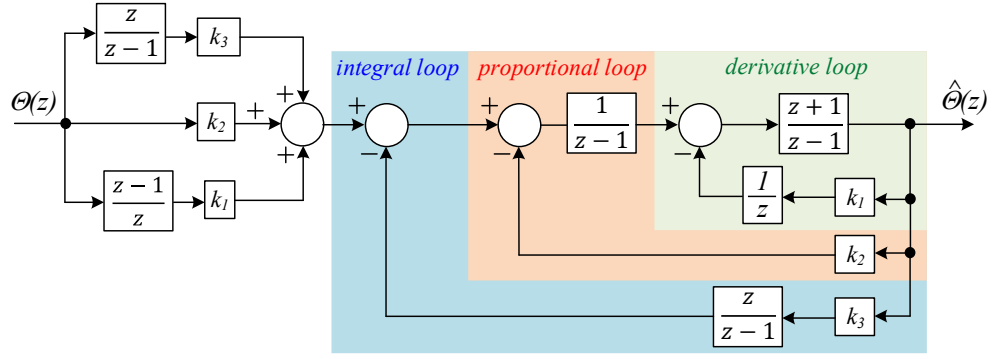 z
z − 1
k3
integral loop
proportional loop
derivative loop
Θ(z)
+
+
+
k2
+
−
+
−
1
z − 1
+
−
z + 1
z − 1
Θ̂(z)
z − 1
z
k1
1
z
k1
k2
z
z − 1
k3